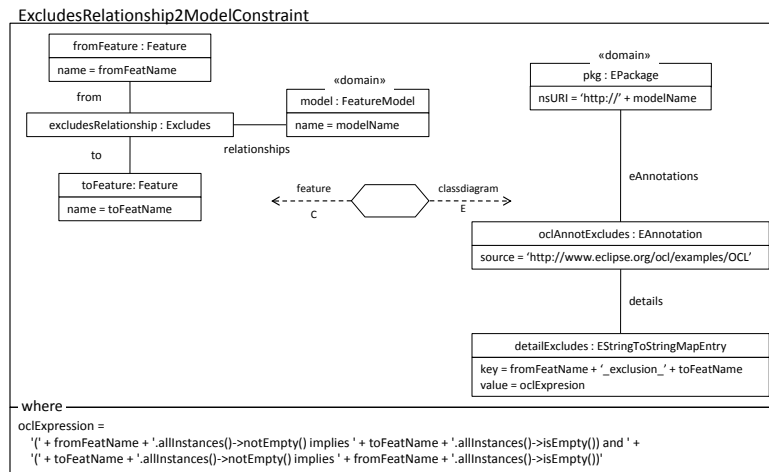 ExcludesRelationship2ModelConstraint
fromFeature : Feature
name = fromFeatName
from
excludesRelationship : Excludes
relationships
«domain»
model : FeatureModel
name = modelName
to
toFeature: Feature
name = toFeatName
feature
C
classdiagram
E
«domain»
pkg : EPackage
nsURI = 'http://' + modelName
eAnnotations
oclAnnotExcludes : EAnnotation
source = 'http://www.eclipse.org/ocl/examples/OCL'
details
detailExcludes : EStringToStringMapEntry
key = fromFeatName + '_exclusion_' + toFeatName
value = oclExpresion
where
oclExpression =
'(' + fromFeatName + '.allInstances()->notEmpty() implies ' + toFeatName + '.allInstances()->isEmpty()) and ' +
'(' + toFeatName + '.allInstances()->notEmpty() implies ' + fromFeatName + '.allInstances()->isEmpty())'